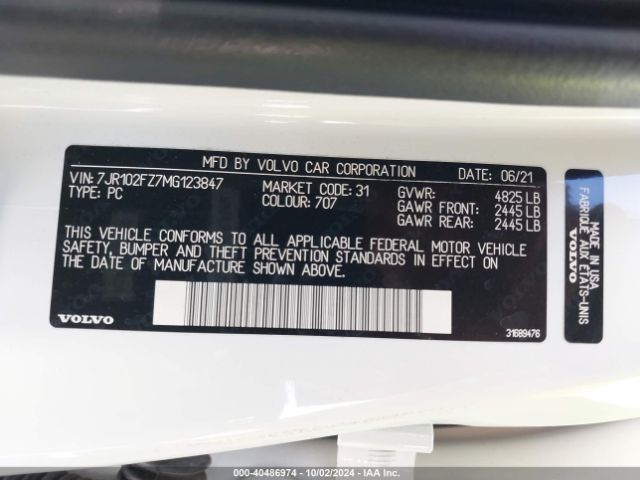 MFD BY VOLVO CAR CORPORATION DATE: 06/21
VIN: 7JR102FZ7MG123847 MARKET CODE: 31 GVWR: 4825 LB
TYPE: PC COLOUR: 707 GAWR FRONT: 2445 LB
GAWR REAR: 2445 LB
THIS VEHICLE CONFORMS TO ALL APPLICABLE FEDERAL MOTOR VEHICLE
SAFETY, BUMPER AND THEFT PREVENTION STANDARDS IN EFFECT ON
THE DATE OF MANUFACTURE SHOWN ABOVE.
VOLVO
31689476
MADE IN USA
FABRIQUÉ AUX ÉTATS-UNIS
VOLVO
000-40486974 | 10/02/2024 | IAA Inc.